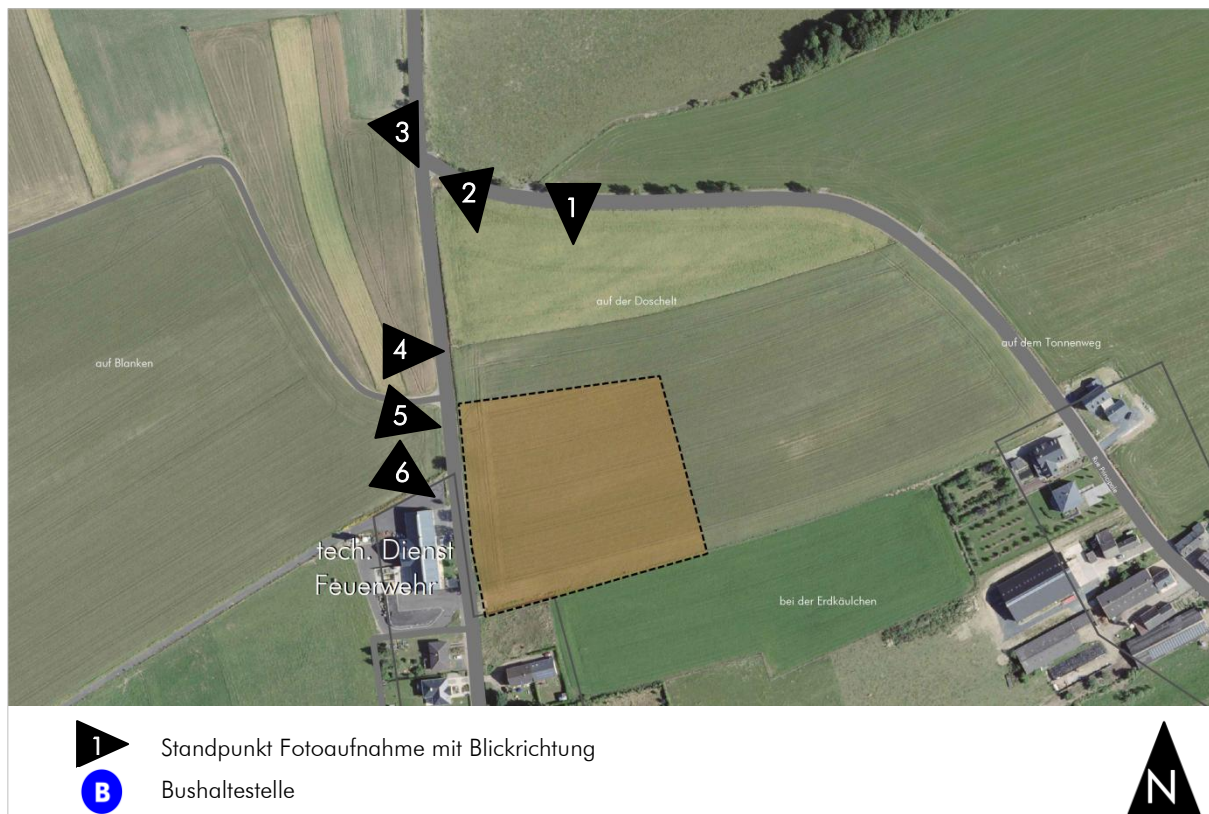 3
2
1
auf der Doschelt
4
auf dem Tonnenweg
auf Blanken
5
6
tech. Dienst
Feuerwehr
bei der Erdkäulchen
1 Standpunkt Fotoaufnahme mit Blickrichtung
B Bushaltestelle
N